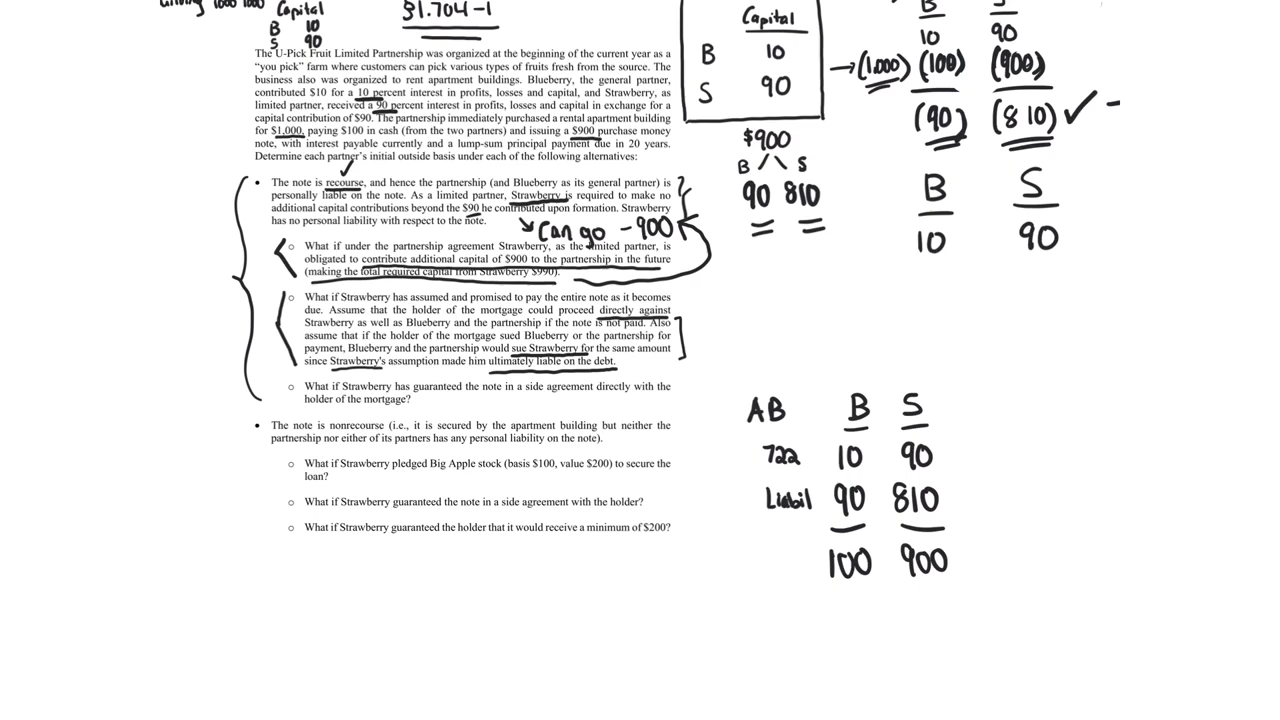 1000 1000 Capital
B 10
S 90
§1.704-1
The U-Pick Fruit Limited Partnership was organized at the beginning of the current year as a
"you pick" farm where customers can pick various types of fruits fresh from the source. The
business also was organized to rent apartment buildings. Blueberry, the general partner,
contributed $10 for a 10 percent interest in profits, losses and capital, and Strawberry, as
limited partner, received a 90 percent interest in profits, losses and capital in exchange for a
capital contribution of $90. The partnership immediately purchased a rental apartment building
for $1,000, paying $100 in cash (from the two partners) and issuing a $900 purchase money
note, with interest payable currently and a lump-sum principal payment due in 20 years.
Determine each partner's initial outside basis under each of the following alternatives:
• The note is recourse, and hence the partnership (and Blueberry as its general partner) is
personally liable on the note. As a limited partner, Strawberry is required to make no
additional capital contributions beyond the $90 he contributed upon formation. Strawberry
has no personal liability with respect to the note.
Can go -900
○ What if under the partnership agreement Strawberry, as the limited partner, is
obligated to contribute additional capital of $900 to the partnership in the future
(making the total required capital from Strawberry $990).
○ What if Strawberry has assumed and promised to pay the entire note as it becomes
due. Assume that the holder of the mortgage could proceed directly against
Strawberry as well as Blueberry and the partnership if the note is not paid. Also
assume that if the holder of the mortgage sued Blueberry or the partnership for
payment, Blueberry and the partnership would sue Strawberry for the same amount
since Strawberry's assumption made him ultimately liable on the debt.
○ What if Strawberry has guaranteed the note in a side agreement directly with the
holder of the mortgage?
• The note is nonrecourse (i.e., it is secured by the apartment building but neither the
partnership nor either of its partners has any personal liability on the note).
○ What if Strawberry pledged Big Apple stock (basis $100, value $200) to secure the
loan?
○ What if Strawberry guaranteed the note in a side agreement with the holder?
○ What if Strawberry guaranteed the holder that it would receive a minimum of $200?
Capital
B 10
S 90
$900
B S
90 810
B S
10 90
(1,000) (100) (900)
(90) (810)
B S
10 90
AB B S
722 10 90
Liabil 90 810
100 900